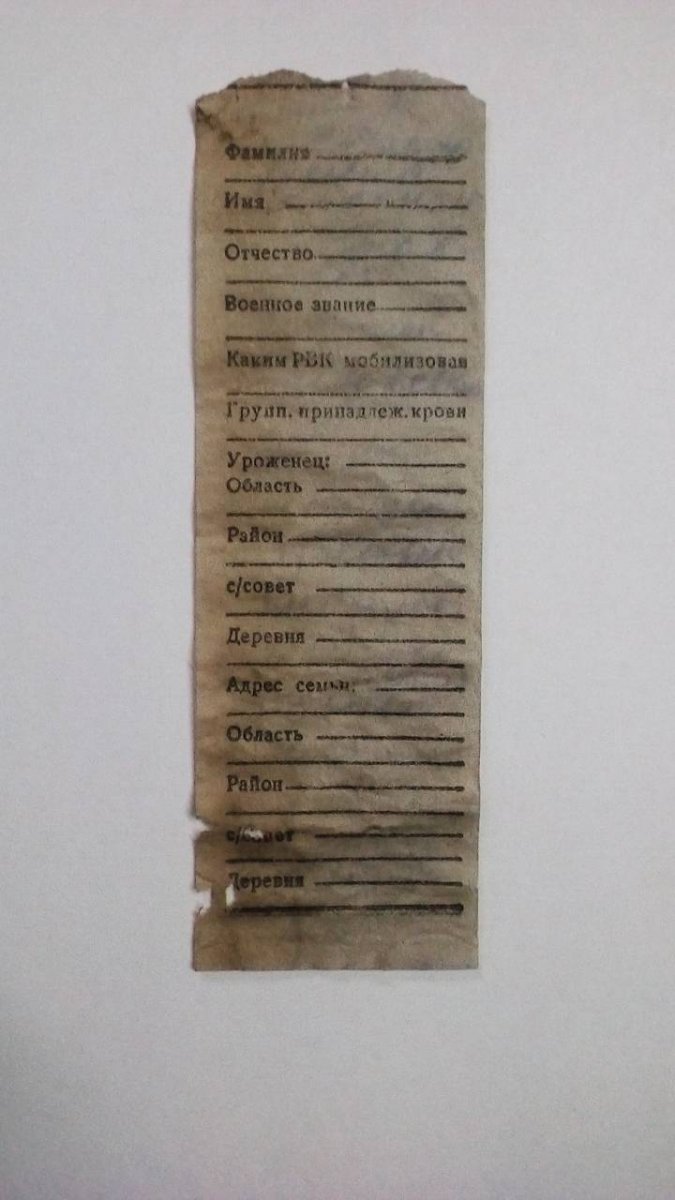 Фамилия
Имя
Отчество
Военное звание
Каким РВК мобилизован
Групп. принадлеж. крови
Уроженец:
Область
Район
с/совет
Деревня
Адрес семьи:
Область
Район
с/совет
Деревня